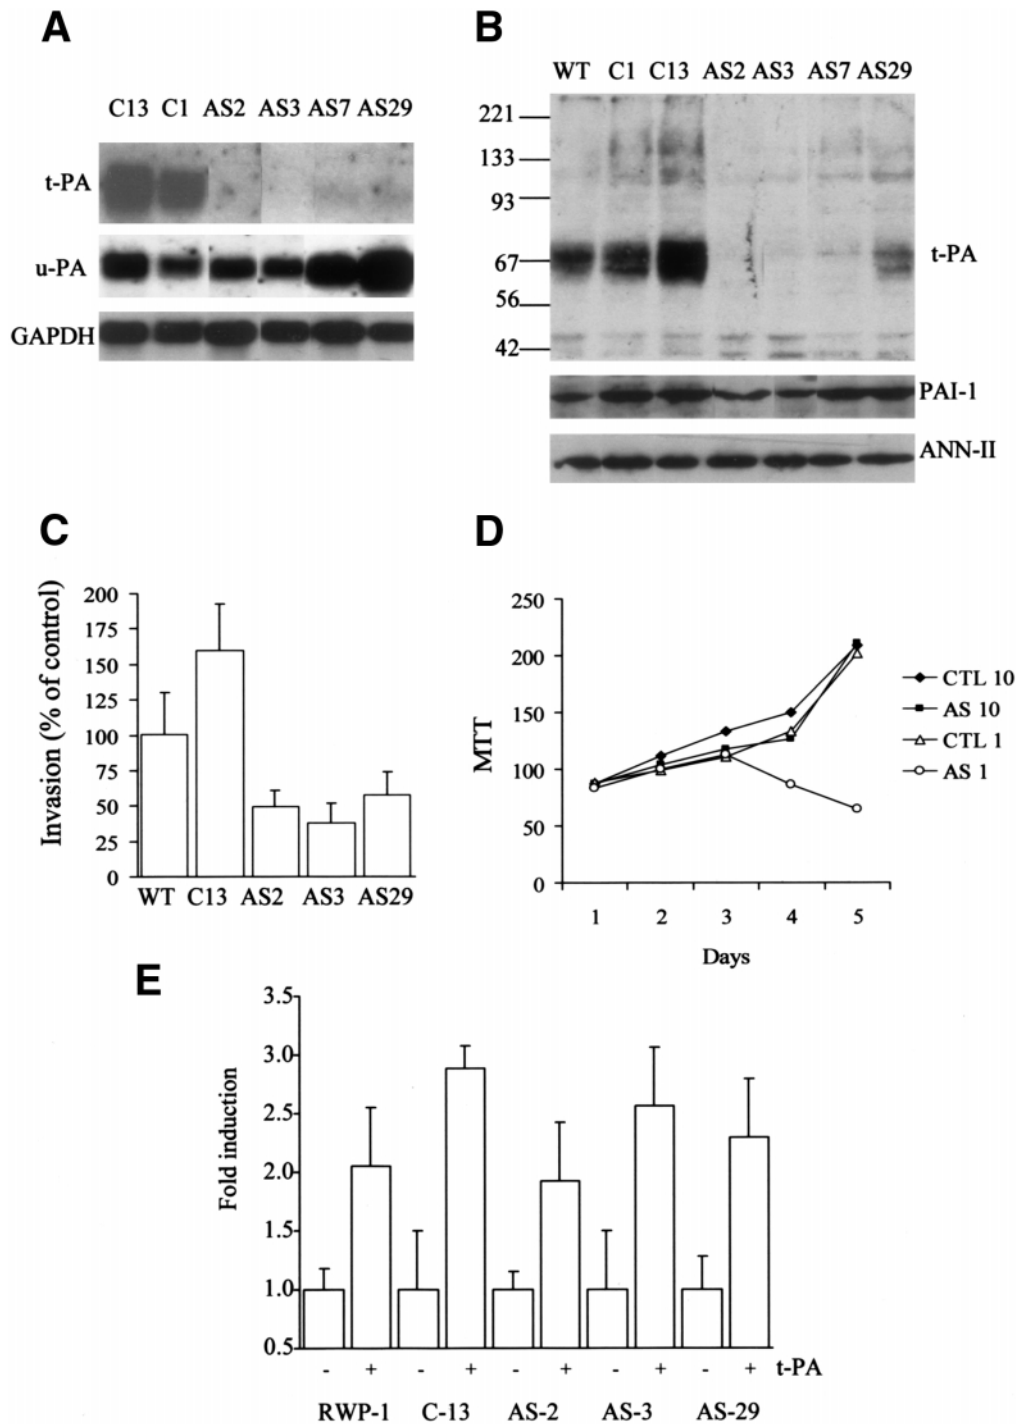 A
C13 C1 AS2 AS3 AS7 AS29
t-PA
u-PA
GAPDH
B
WT C1 C13 AS2 AS3 AS7 AS29
221
133
93
67
56
42
t-PA
PAI-1
ANN-II
C
Invasion (% of control)
200
175
150
125
100
75
50
25
0
WT C13 AS2 AS3 AS29
D
MTT
250
200
150
100
50
0
1 2 3 4 5
Days
CTL 10
AS 10
CTL 1
AS 1
E
Fold induction
3.5
3.0
2.5
2.0
1.5
1.0
0.5
- + - + - + - + - + t-PA
RWP-1 C-13 AS-2 AS-3 AS-29